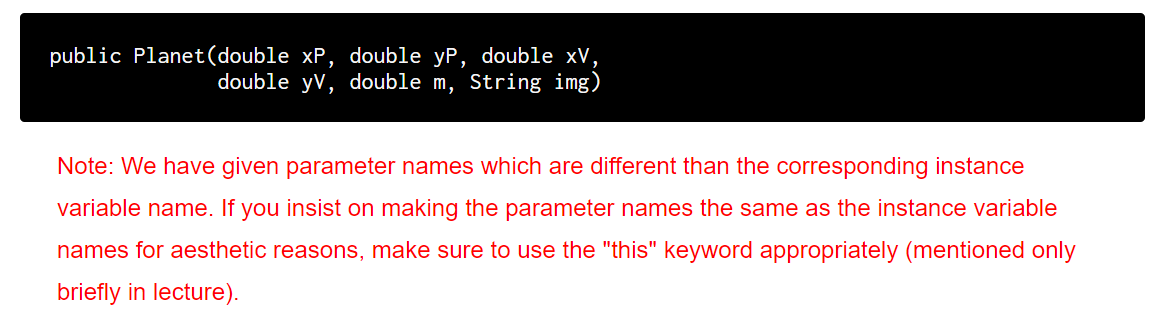 public Planet(double xP, double yP, double xV,
double yV, double m, String img)
Note: We have given parameter names which are different than the corresponding instance
variable name. If you insist on making the parameter names the same as the instance variable
names for aesthetic reasons, make sure to use the "this" keyword appropriately (mentioned only
briefly in lecture).